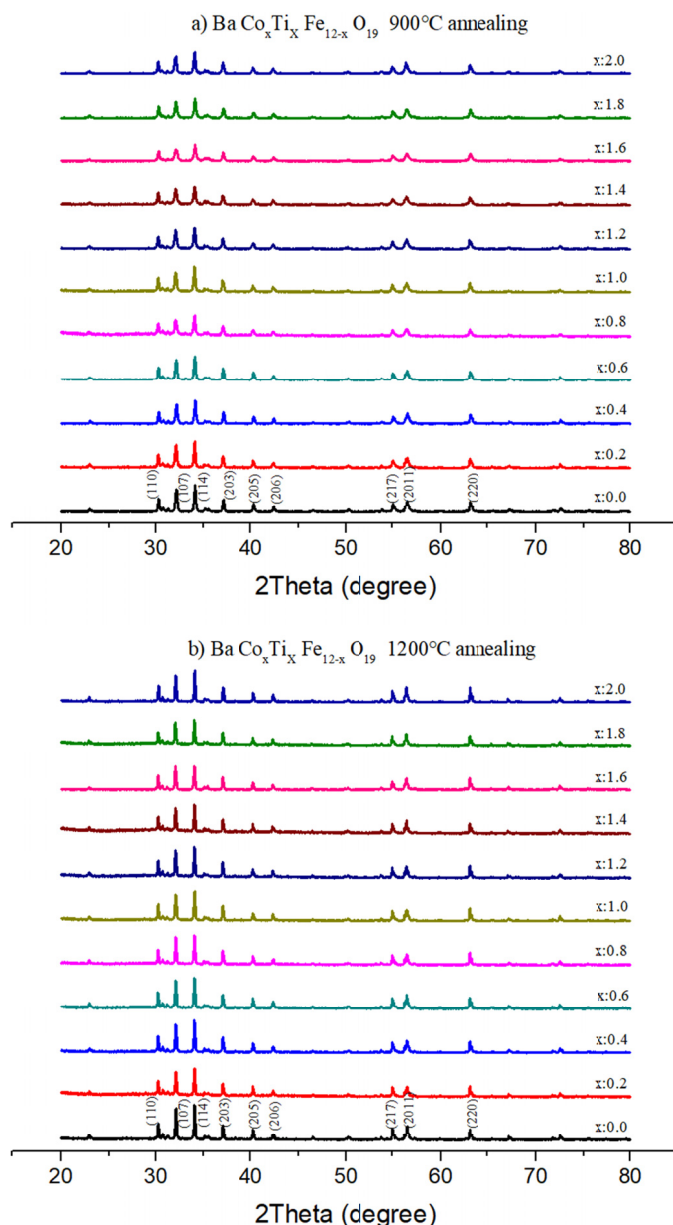 a) Ba CoₓTiₓ Fe₁₂₋ₓ O₁₉ 900°C annealing
x:2.0
x:1.8
x:1.6
x:1.4
x:1.2
x:1.0
x:0.8
x:0.6
x:0.4
x:0.2
(110) (107) (114) (203) (205) (206) (217) (2011) (220)
x:0.0
20 30 40 50 60 70 80
2Theta (degree)
b) Ba CoₓTiₓ Fe₁₂₋ₓ O₁₉ 1200°C annealing
x:2.0
x:1.8
x:1.6
x:1.4
x:1.2
x:1.0
x:0.8
x:0.6
x:0.4
x:0.2
(110) (107) (114) (203) (205) (206) (217) (2011) (220)
x:0.0
20 30 40 50 60 70 80
2Theta (degree)